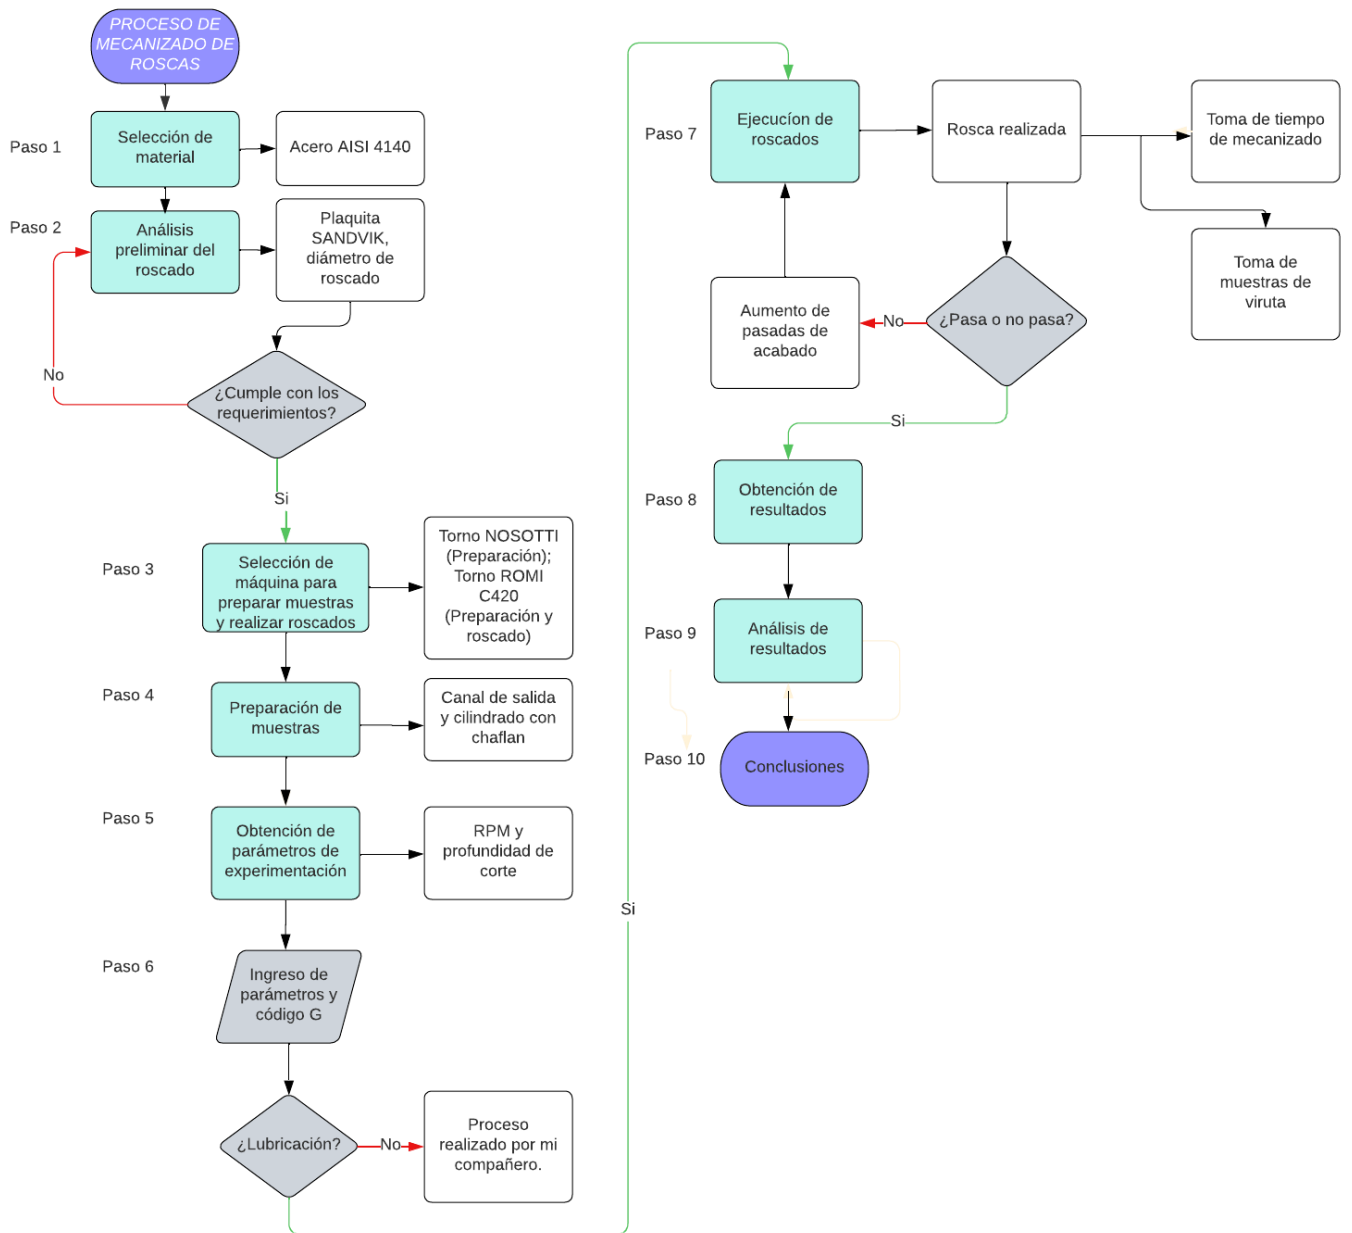 PROCESO DE
MECANIZADO DE
ROSCAS
Paso 1
Selección de
material
Acero AISI 4140
Paso 2
Análisis
preliminar del
roscado
Plaquita
SANDVIK,
diámetro de
roscado
No
¿Cumple con los
requerimientos?
Si
Paso 3
Selección de
máquina para
preparar muestras
y realizar roscados
Torno NOSOTTI
(Preparación);
Torno ROMI
C420
(Preparación y
roscado)
Paso 4
Preparación de
muestras
Canal de salida
y cilindrado con
chaflan
Paso 5
Obtención de
parámetros de
experimentación
RPM y
profundidad de
corte
Paso 6
Ingreso de
parámetros y
código G
¿Lubricación?
No
Proceso
realizado por mi
compañero.
Si
Paso 7
Ejecucíon de
roscados
Rosca realizada
Toma de tiempo
de mecanizado
Toma de
muestras de
viruta
Aumento de
pasadas de
acabado
No
¿Pasa o no pasa?
Si
Paso 8
Obtención de
resultados
Paso 9
Análisis de
resultados
Paso 10
Conclusiones